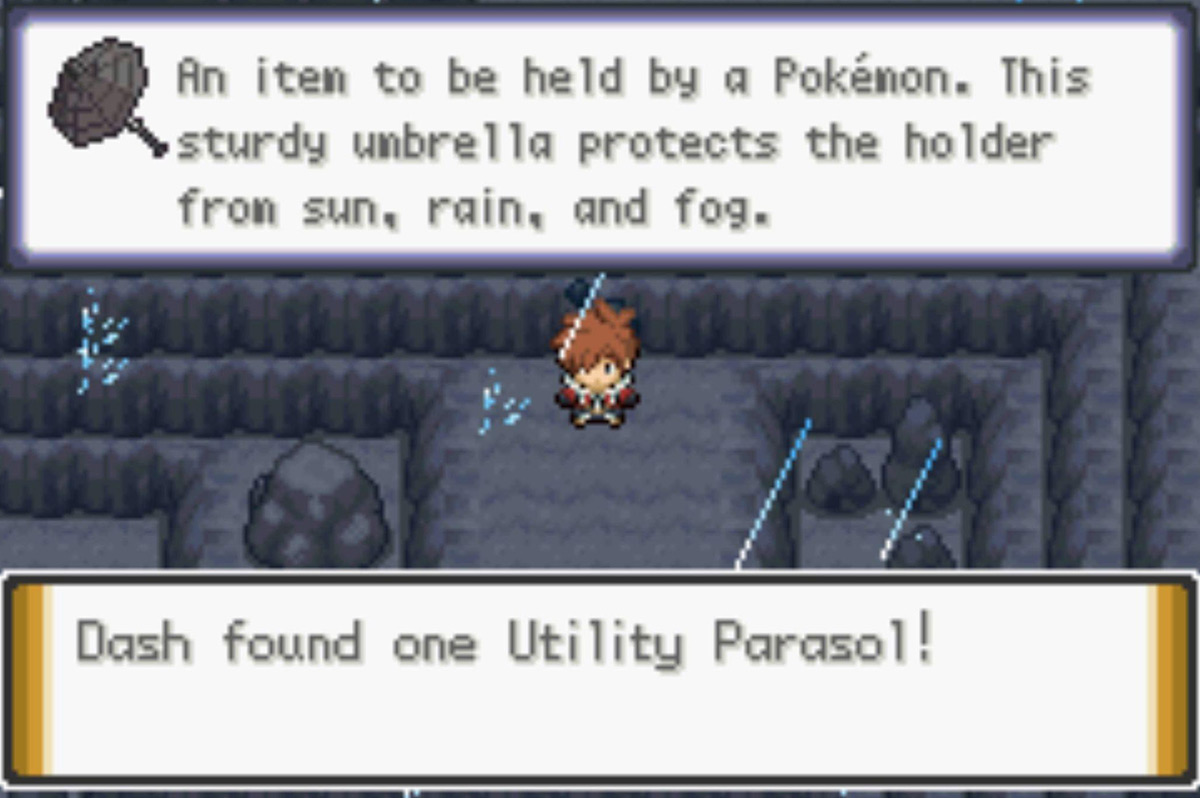 An item to be held by a Pokémon. This
sturdy umbrella protects the holder
from sun, rain, and fog.
Dash found one Utility Parasol!